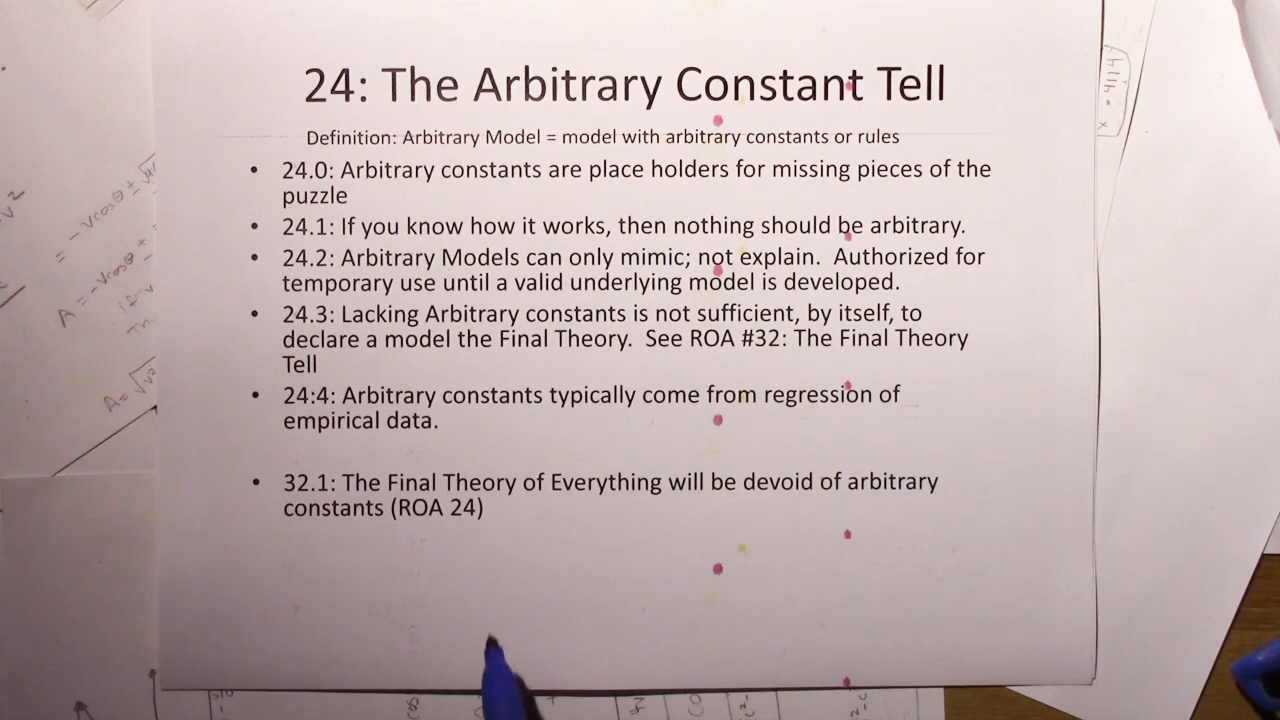 24: The Arbitrary Constant Tell
Definition: Arbitrary Model = model with arbitrary constants or rules
• 24.0: Arbitrary constants are place holders for missing pieces of the
puzzle
• 24.1: If you know how it works, then nothing should be arbitrary.
• 24.2: Arbitrary Models can only mimic; not explain. Authorized for
temporary use until a valid underlying model is developed.
• 24.3: Lacking Arbitrary constants is not sufficient, by itself, to
declare a model the Final Theory. See ROA #32: The Final Theory
Tell
• 24:4: Arbitrary constants typically come from regression of
empirical data.
• 32.1: The Final Theory of Everything will be devoid of arbitrary
constants (ROA 24)
= -vcosθ ±
A = -vcosθ ±
if v
A = √v²